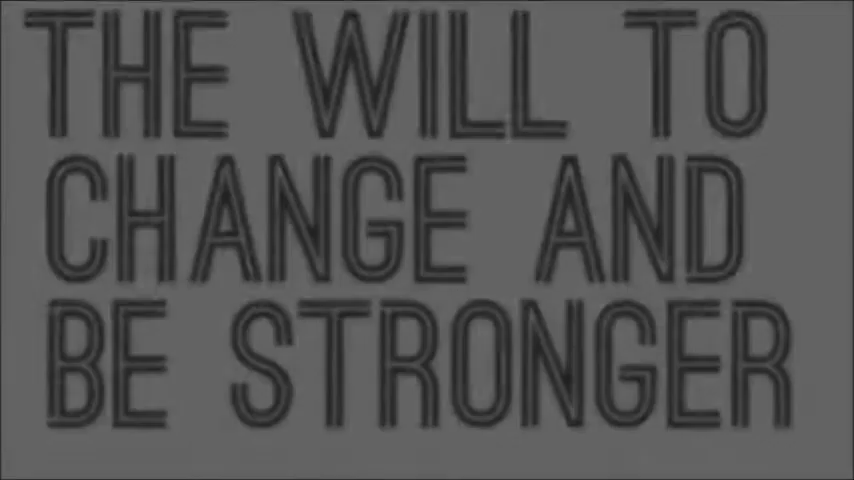 THE WILL TO
CHANGE AND
BE STRONGER